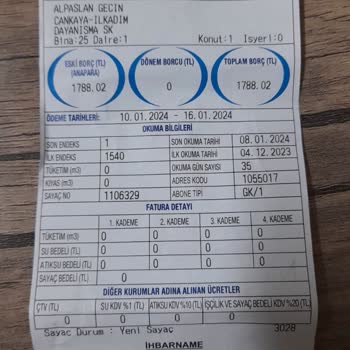 ALPASLAN GECIN
CANKAYA-ILKADIM
DAYANISMA SK
Bina:25 Daire:1 Konut:1 Isyeri:0
ESKİ BORÇ (TL) (ANAPARA) 1788.02
DÖNEM BORCU (TL) 0
TOPLAM BORÇ (TL) 1788.02
ÖDEME TARİHLERİ: 10.01.2024 - 16.01.2024
OKUMA BİLGİLERİ
SON ENDEKS 1 SON OKUMA TARİHİ 08.01.2024
İLK ENDEKS 1540 İLK OKUMA TARİHİ 04.12.2023
TÜKETİM (m3) 0 OKUMA GÜN SAYISI 35
KIYAS (m3) 0 ADRES KODU 1055017
SAYAÇ NO 1106329 ABONE TİPİ GK/1
FATURA DETAYI
1. KADEME 2. KADEME 3. KADEME 4. KADEME
TÜKETİM (m3) 0 0 0 0
SU BEDELİ (TL) 0 0 0 0
ATIKSU BEDELİ (TL) 0 0 0 0
SAYAÇ BEDELİ (TL) 0
DİĞER KURUMLAR ADINA ALINAN ÜCRETLER
ÇTV (TL) SU KDV %1 (TL) ATIKSU KDV %10 (TL) İŞÇİLİK VE SAYAÇ BEDELİ KDV %20 (TL)
0 0 0 0
Sayac Durum : Yeni Sayaç 3028
İHBARNAME